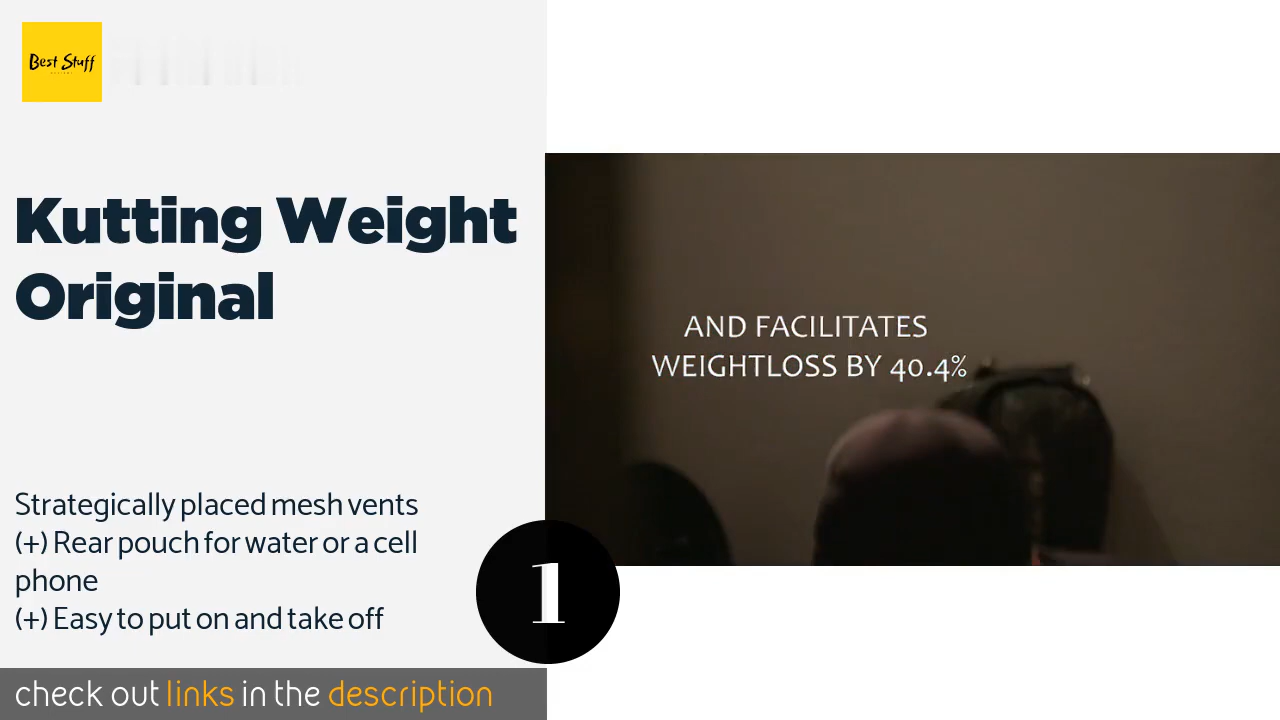 Best Stuff
Kutting Weight
Original
AND FACILITATES
WEIGHTLOSS BY 40.4%
Strategically placed mesh vents
(+) Rear pouch for water or a cell
phone
(+) Easy to put on and take off
1
check out links in the description